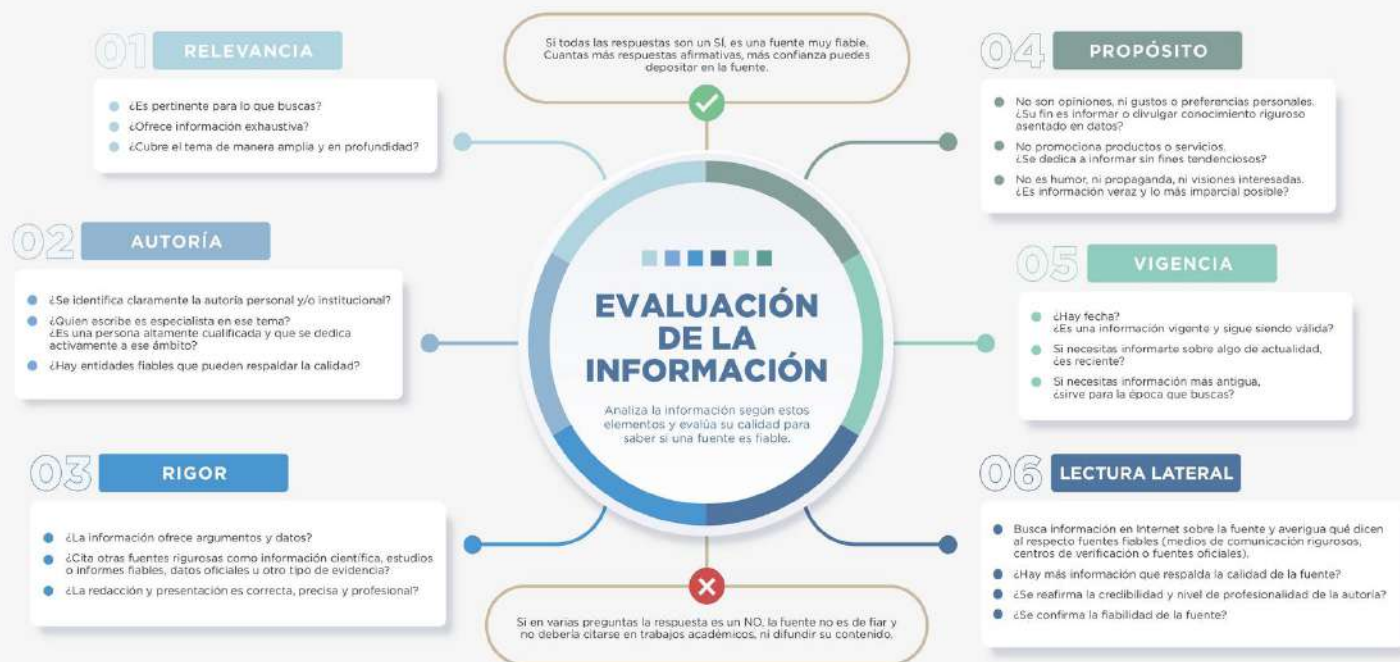 01 RELEVANCIA
¿Es pertinente para lo que buscas?
¿Ofrece información exhaustiva?
¿Cubre el tema de manera amplia y en profundidad?
02 AUTORÍA
¿Se identifica claramente la autoría personal y/o institucional?
¿Quien escribe es especialista en ese tema?
¿Es una persona altamente cualificada y que se dedica
activamente a ese ámbito?
¿Hay entidades fiables que pueden respaldar la calidad?
03 RIGOR
¿La información ofrece argumentos y datos?
¿Cita otras fuentes rigurosas como información científica, estudios
o informes fiables, datos oficiales u otro tipo de evidencia?
¿La redacción y presentación es correcta, precisa y profesional?
Si todas las respuestas son un SÍ, es una fuente muy fiable.
Cuantas más respuestas afirmativas, más confianza puedes
depositar en la fuente.
EVALUACIÓN
DE LA
INFORMACIÓN
Analiza la información según estos
elementos y evalúa su calidad para
saber si una fuente es fiable.
Si en varias preguntas la respuesta es un NO, la fuente no es de fiar y
no debería citarse en trabajos académicos, ni difundir su contenido.
04 PROPÓSITO
No son opiniones, ni gustos o preferencias personales.
¿Su fin es informar o divulgar conocimiento riguroso
asentado en datos?
No promociona productos o servicios.
¿Se dedica a informar sin fines tendenciosos?
No es humor, ni propaganda, ni visiones interesadas.
¿Es información veraz y lo más imparcial posible?
05 VIGENCIA
¿Hay fecha?
¿Es una información vigente y sigue siendo válida?
Si necesitas informarte sobre algo de actualidad,
¿es reciente?
Si necesitas información más antigua,
¿sirve para la época que buscas?
06 LECTURA LATERAL
Busca información en Internet sobre la fuente y averigua qué dicen
al respecto fuentes fiables (medios de comunicación rigurosos,
centros de verificación o fuentes oficiales).
¿Hay más información que respalda la calidad de la fuente?
¿Se reafirma la credibilidad y nivel de profesionalidad de la autoría?
¿Se confirma la fiabilidad de la fuente?